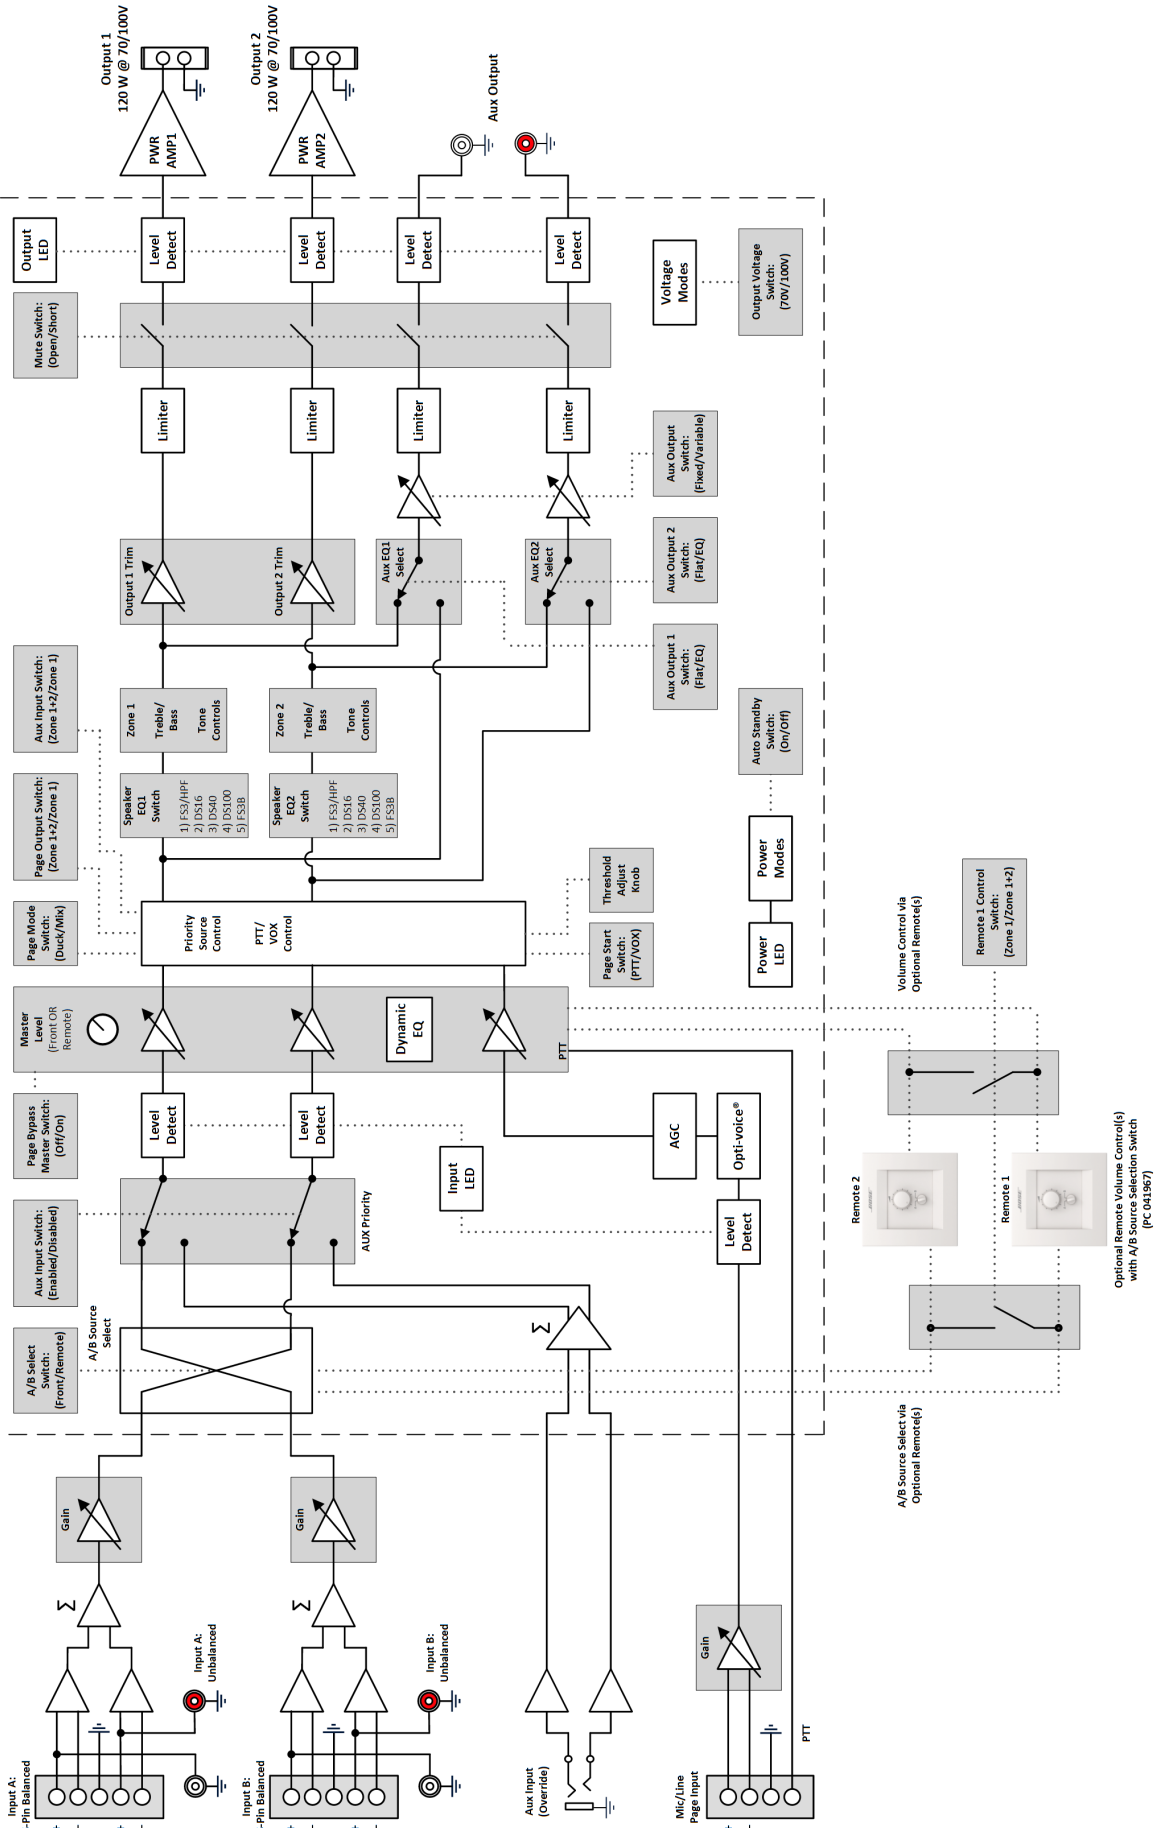 Input A:
-Pin Balanced
+
-
+
-
Input A:
Unbalanced
Σ
Gain
Input B:
-Pin Balanced
+
-
+
-
Input B:
Unbalanced
Σ
Gain
Aux Input
(Override)
Σ
Mic/Line
Page Input
+
-
PTT
Gain
A/B Select
Switch:
(Front/Remote)
A/B Source
Select
Aux Input Switch:
(Enabled/Disabled)
AUX Priority
Page Bypass
Master Switch:
(Off/On)
Level
Detect
Level
Detect
Input
LED
Level
Detect
Opti-voice®
AGC
Master
Level
(Front OR
Remote)
Dynamic
EQ
PTT
Page Mode
Switch:
(Duck/Mix)
Page Output Switch:
(Zone 1+2/Zone 1)
Aux Input Switch:
(Zone 1+2/Zone 1)
Priority
Source
Control
PTT/
VOX
Control
Page Start
Switch:
(PTT/VOX)
Threshold
Adjust
Knob
Speaker
EQ1
Switch
1) FS3/HPF
2) DS16
3) DS40
4) DS100
5) FS3B
Speaker
EQ2
Switch
1) FS3/HPF
2) DS16
3) DS40
4) DS100
5) FS3B
Zone 1
Treble/
Bass
Tone
Controls
Zone 2
Treble/
Bass
Tone
Controls
Output 1 Trim
Output 2 Trim
Aux EQ1
Select
Aux EQ2
Select
Aux Output 1
Switch:
(Flat/EQ)
Aux Output 2
Switch:
(Flat/EQ)
Aux Output
Switch:
(Fixed/Variable)
Limiter
Limiter
Limiter
Limiter
Mute Switch:
(Open/Short)
Output
LED
Level
Detect
Level
Detect
Level
Detect
Level
Detect
Voltage
Modes
Output Voltage
Switch:
(70V/100V)
PWR
AMP1
PWR
AMP2
Output 1
120 W @ 70/100V
Output 2
120 W @ 70/100V
Aux Output
Power
LED
Power
Modes
Auto Standby
Switch:
(On/Off)
A/B Source Select via
Optional Remote(s)
Remote 2
Remote 1
Volume Control via
Optional Remote(s)
Remote 1 Control
Switch:
(Zone 1/Zone 1+2)
Optional Remote Volume Control(s)
with A/B Source Selection Switch
(PC 041967)